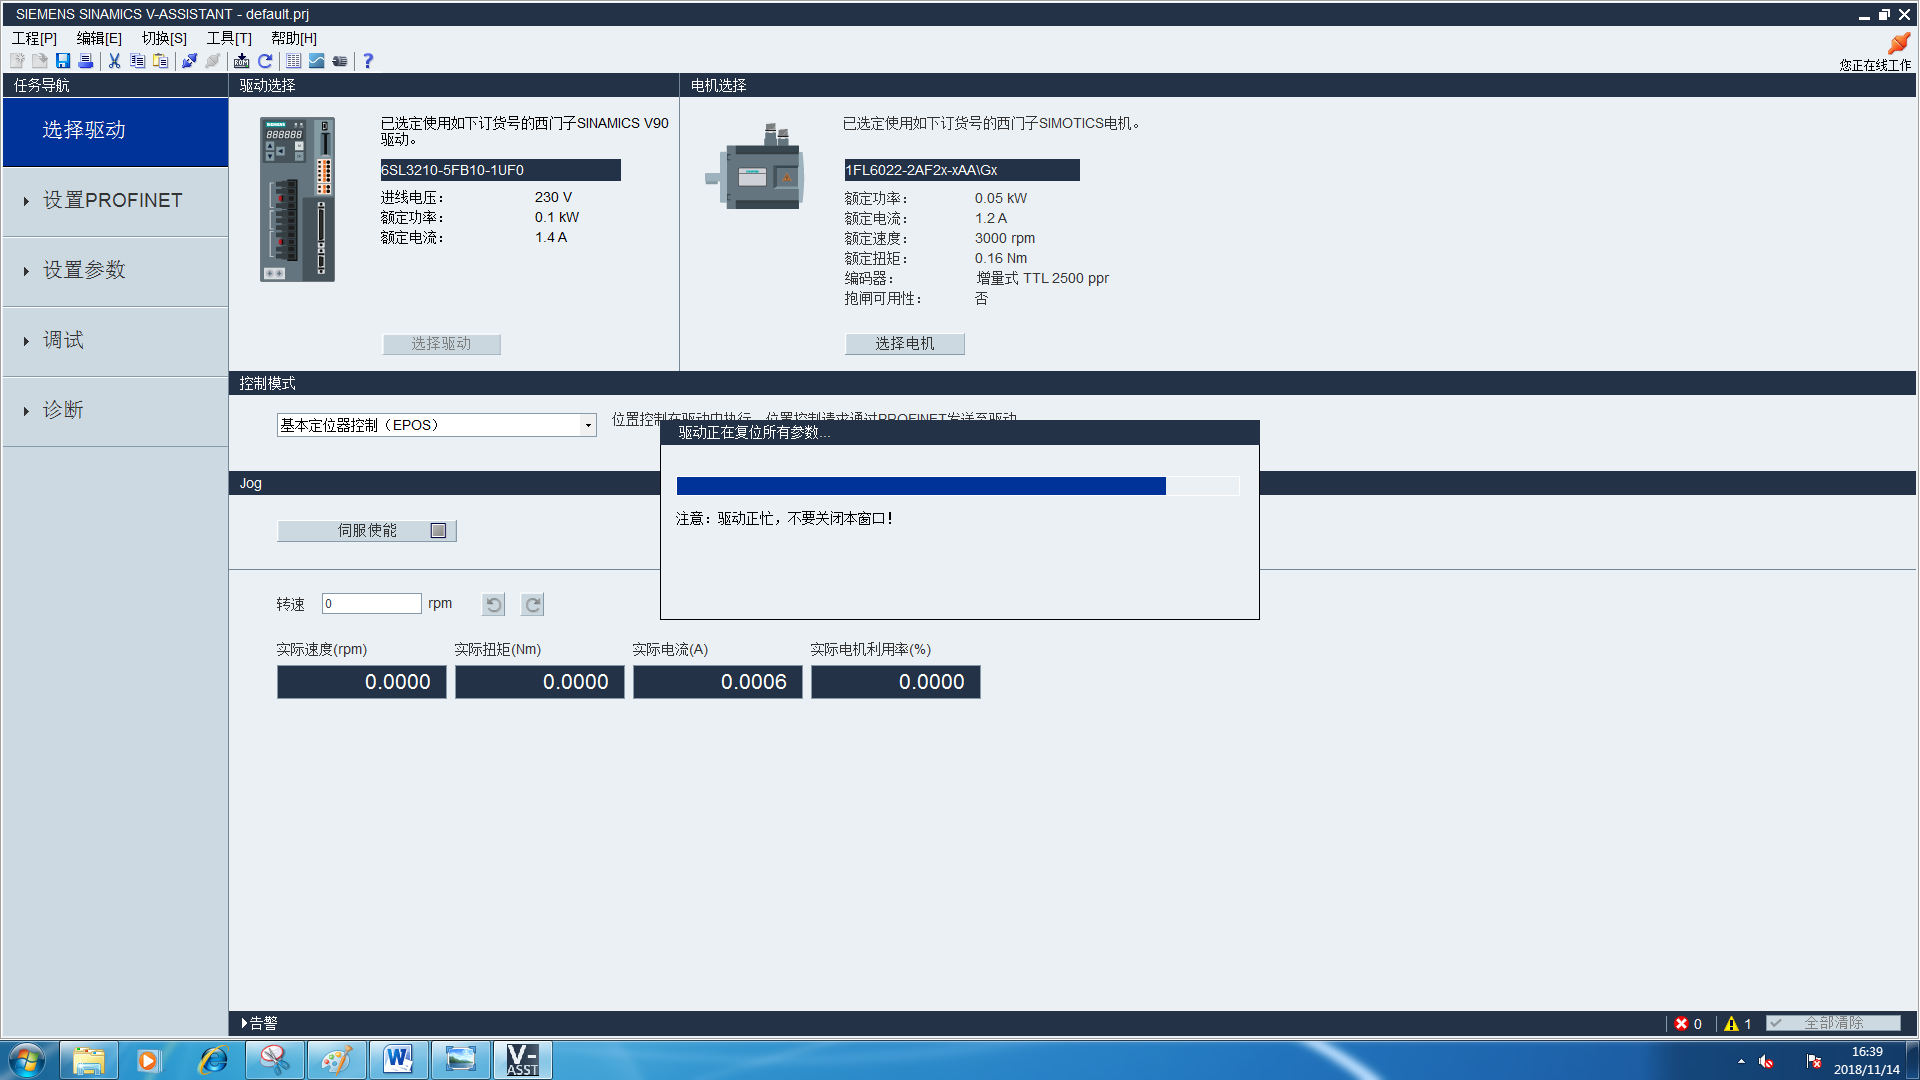 SIEMENS SINAMICS V-ASSISTANT - default.prj
工程[P] 编辑[E] 切换[S] 工具[T] 帮助[H]
您正在线工作
任务导航
选择驱动
设置PROFINET
设置参数
调试
诊断
驱动选择
已选定使用如下订货号的西门子SINAMICS V90
驱动。
6SL3210-5FB10-1UF0
进线电压： 230 V
额定功率： 0.1 kW
额定电流： 1.4 A
选择驱动
电机选择
已选定使用如下订货号的西门子SIMOTICS电机。
1FL6022-2AF2x-xAA\Gx
额定功率： 0.05 kW
额定电流： 1.2 A
额定速度： 3000 rpm
额定扭矩： 0.16 Nm
编码器： 增量式 TTL 2500 ppr
抱闸可用性： 否
选择电机
控制模式
基本定位器控制（EPOS）
位置控制在驱动中执行，位置控制请求通过PROFINET发送至驱动
驱动正在复位所有参数...
注意：驱动正忙，不要关闭本窗口！
Jog
伺服使能
转速 0 rpm
实际速度(rpm) 实际扭矩(Nm) 实际电流(A) 实际电机利用率(%)
0.0000 0.0000 0.0006 0.0000
告警
0 1 全部清除
V-
ASST
16:39
2018/11/14